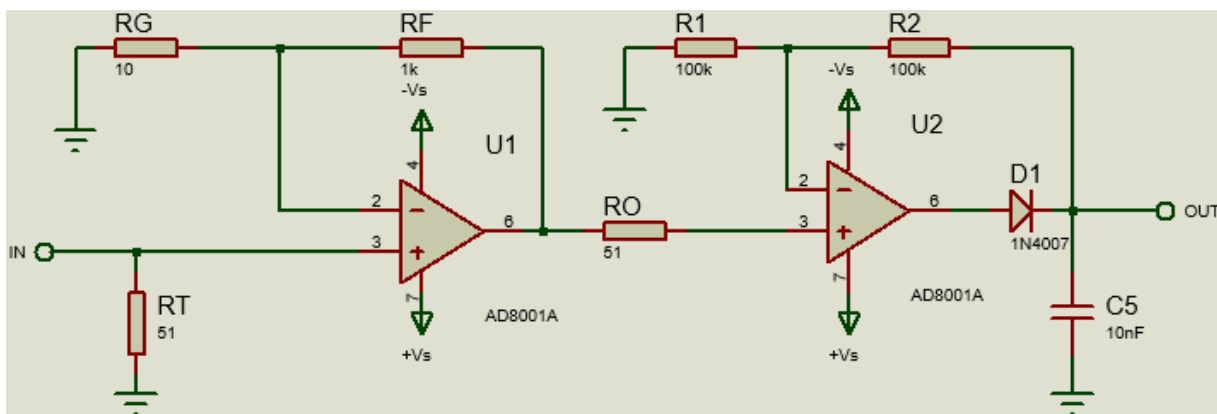 RG
10
RF
1k
-Vs
4
U1
2
6
3
7
+Vs
AD8001A
IN
RT
51
RO
51
R1
100k
R2
100k
-Vs
4
U2
2
6
3
7
+Vs
AD8001A
D1
1N4007
OUT
C5
10nF